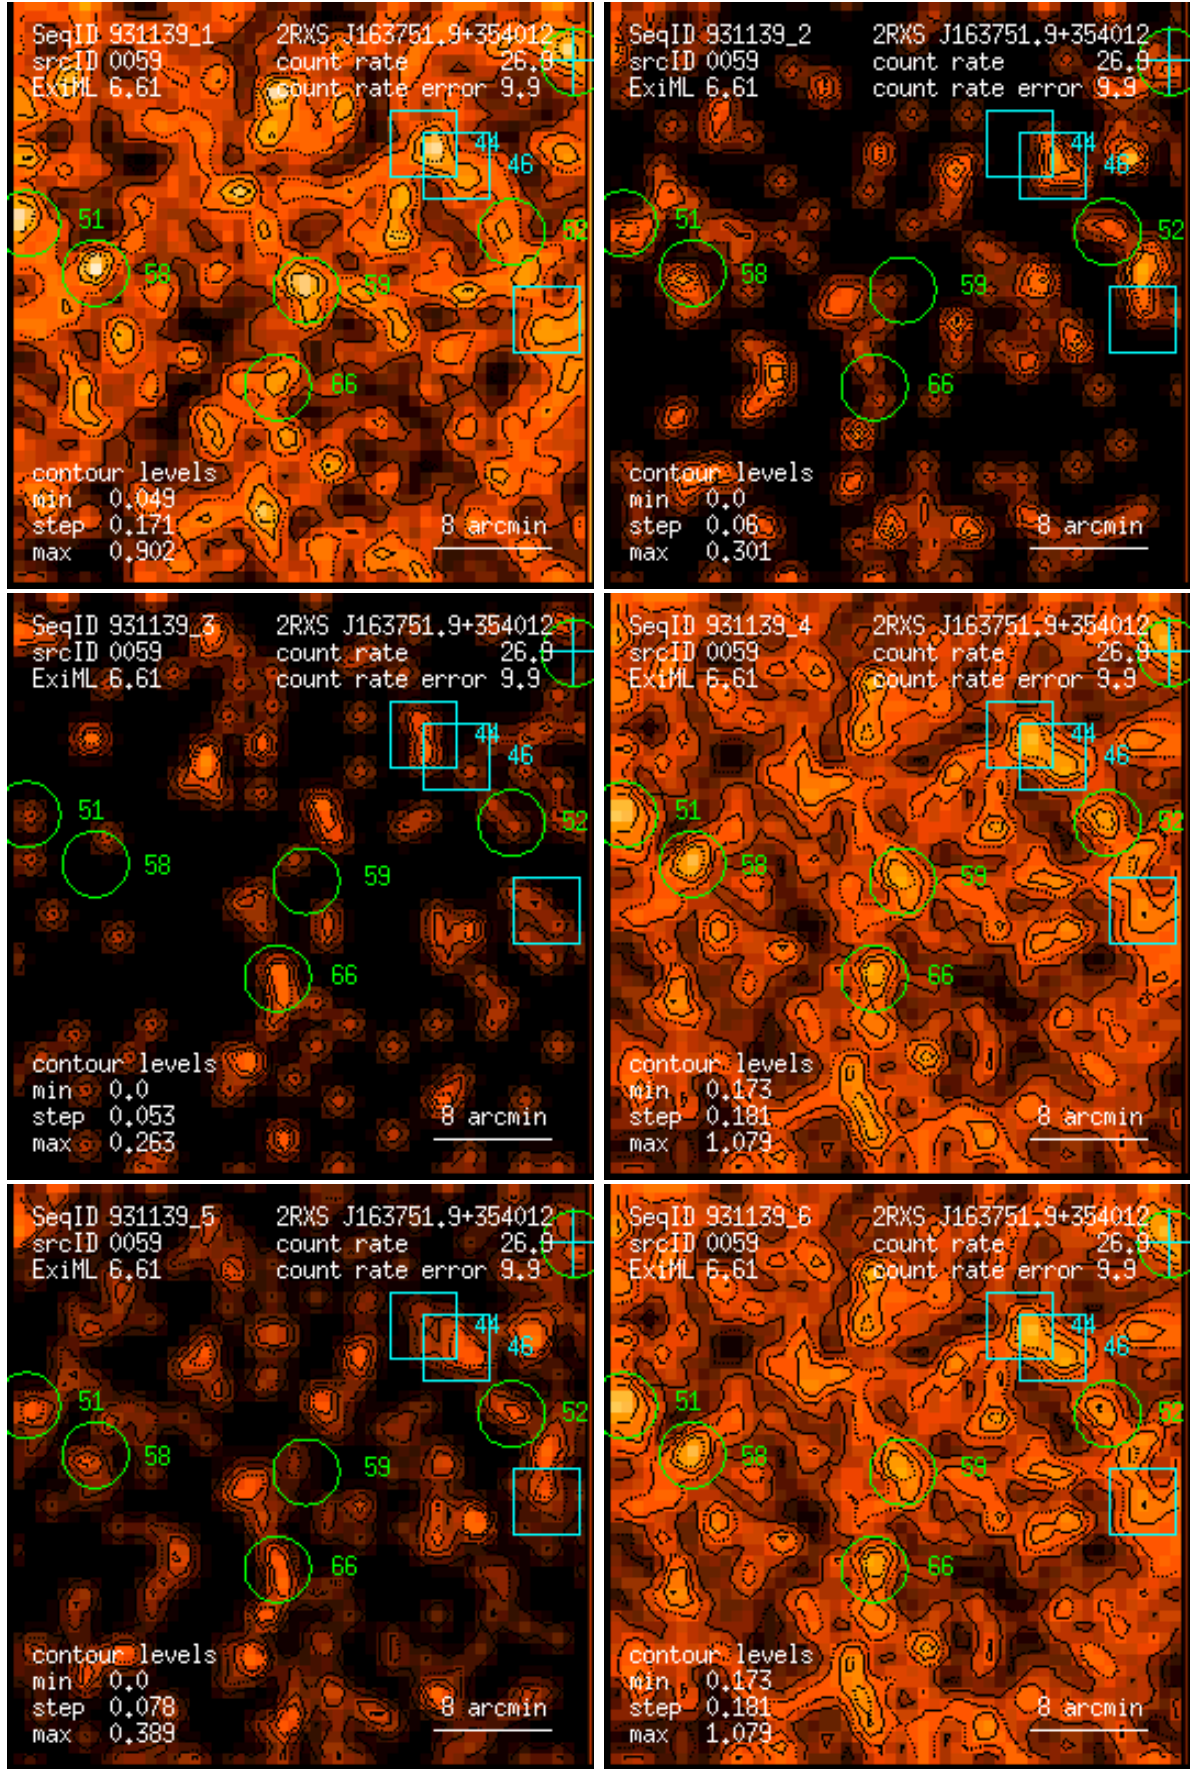 SeqID 931139_1 2RXS J163751.9+354012
srcID 0059 count rate 26.9
ExiML 6.61 count rate error 9.9
44
46
51
52
58
59
66
contour levels
min 0.049
step 0.171
max 0.902
8 arcmin
SeqID 931139_2 2RXS J163751.9+354012
srcID 0059 count rate 26.9
ExiML 6.61 count rate error 9.9
44
46
51
52
58
59
66
contour levels
min 0.0
step 0.06
max 0.301
8 arcmin
SeqID 931139_3 2RXS J163751.9+354012
srcID 0059 count rate 26.9
ExiML 6.61 count rate error 9.9
44
46
51
52
58
59
66
contour levels
min 0.0
step 0.053
max 0.263
8 arcmin
SeqID 931139_4 2RXS J163751.9+354012
srcID 0059 count rate 26.9
ExiML 6.61 count rate error 9.9
44
46
51
52
58
59
66
contour levels
min 0.173
step 0.181
max 1.079
8 arcmin
SeqID 931139_5 2RXS J163751.9+354012
srcID 0059 count rate 26.9
ExiML 6.61 count rate error 9.9
44
46
51
52
58
59
66
contour levels
min 0.0
step 0.078
max 0.389
8 arcmin
SeqID 931139_6 2RXS J163751.9+354012
srcID 0059 count rate 26.9
ExiML 6.61 count rate error 9.9
44
46
51
52
58
59
66
contour levels
min 0.173
step 0.181
max 1.079
8 arcmin